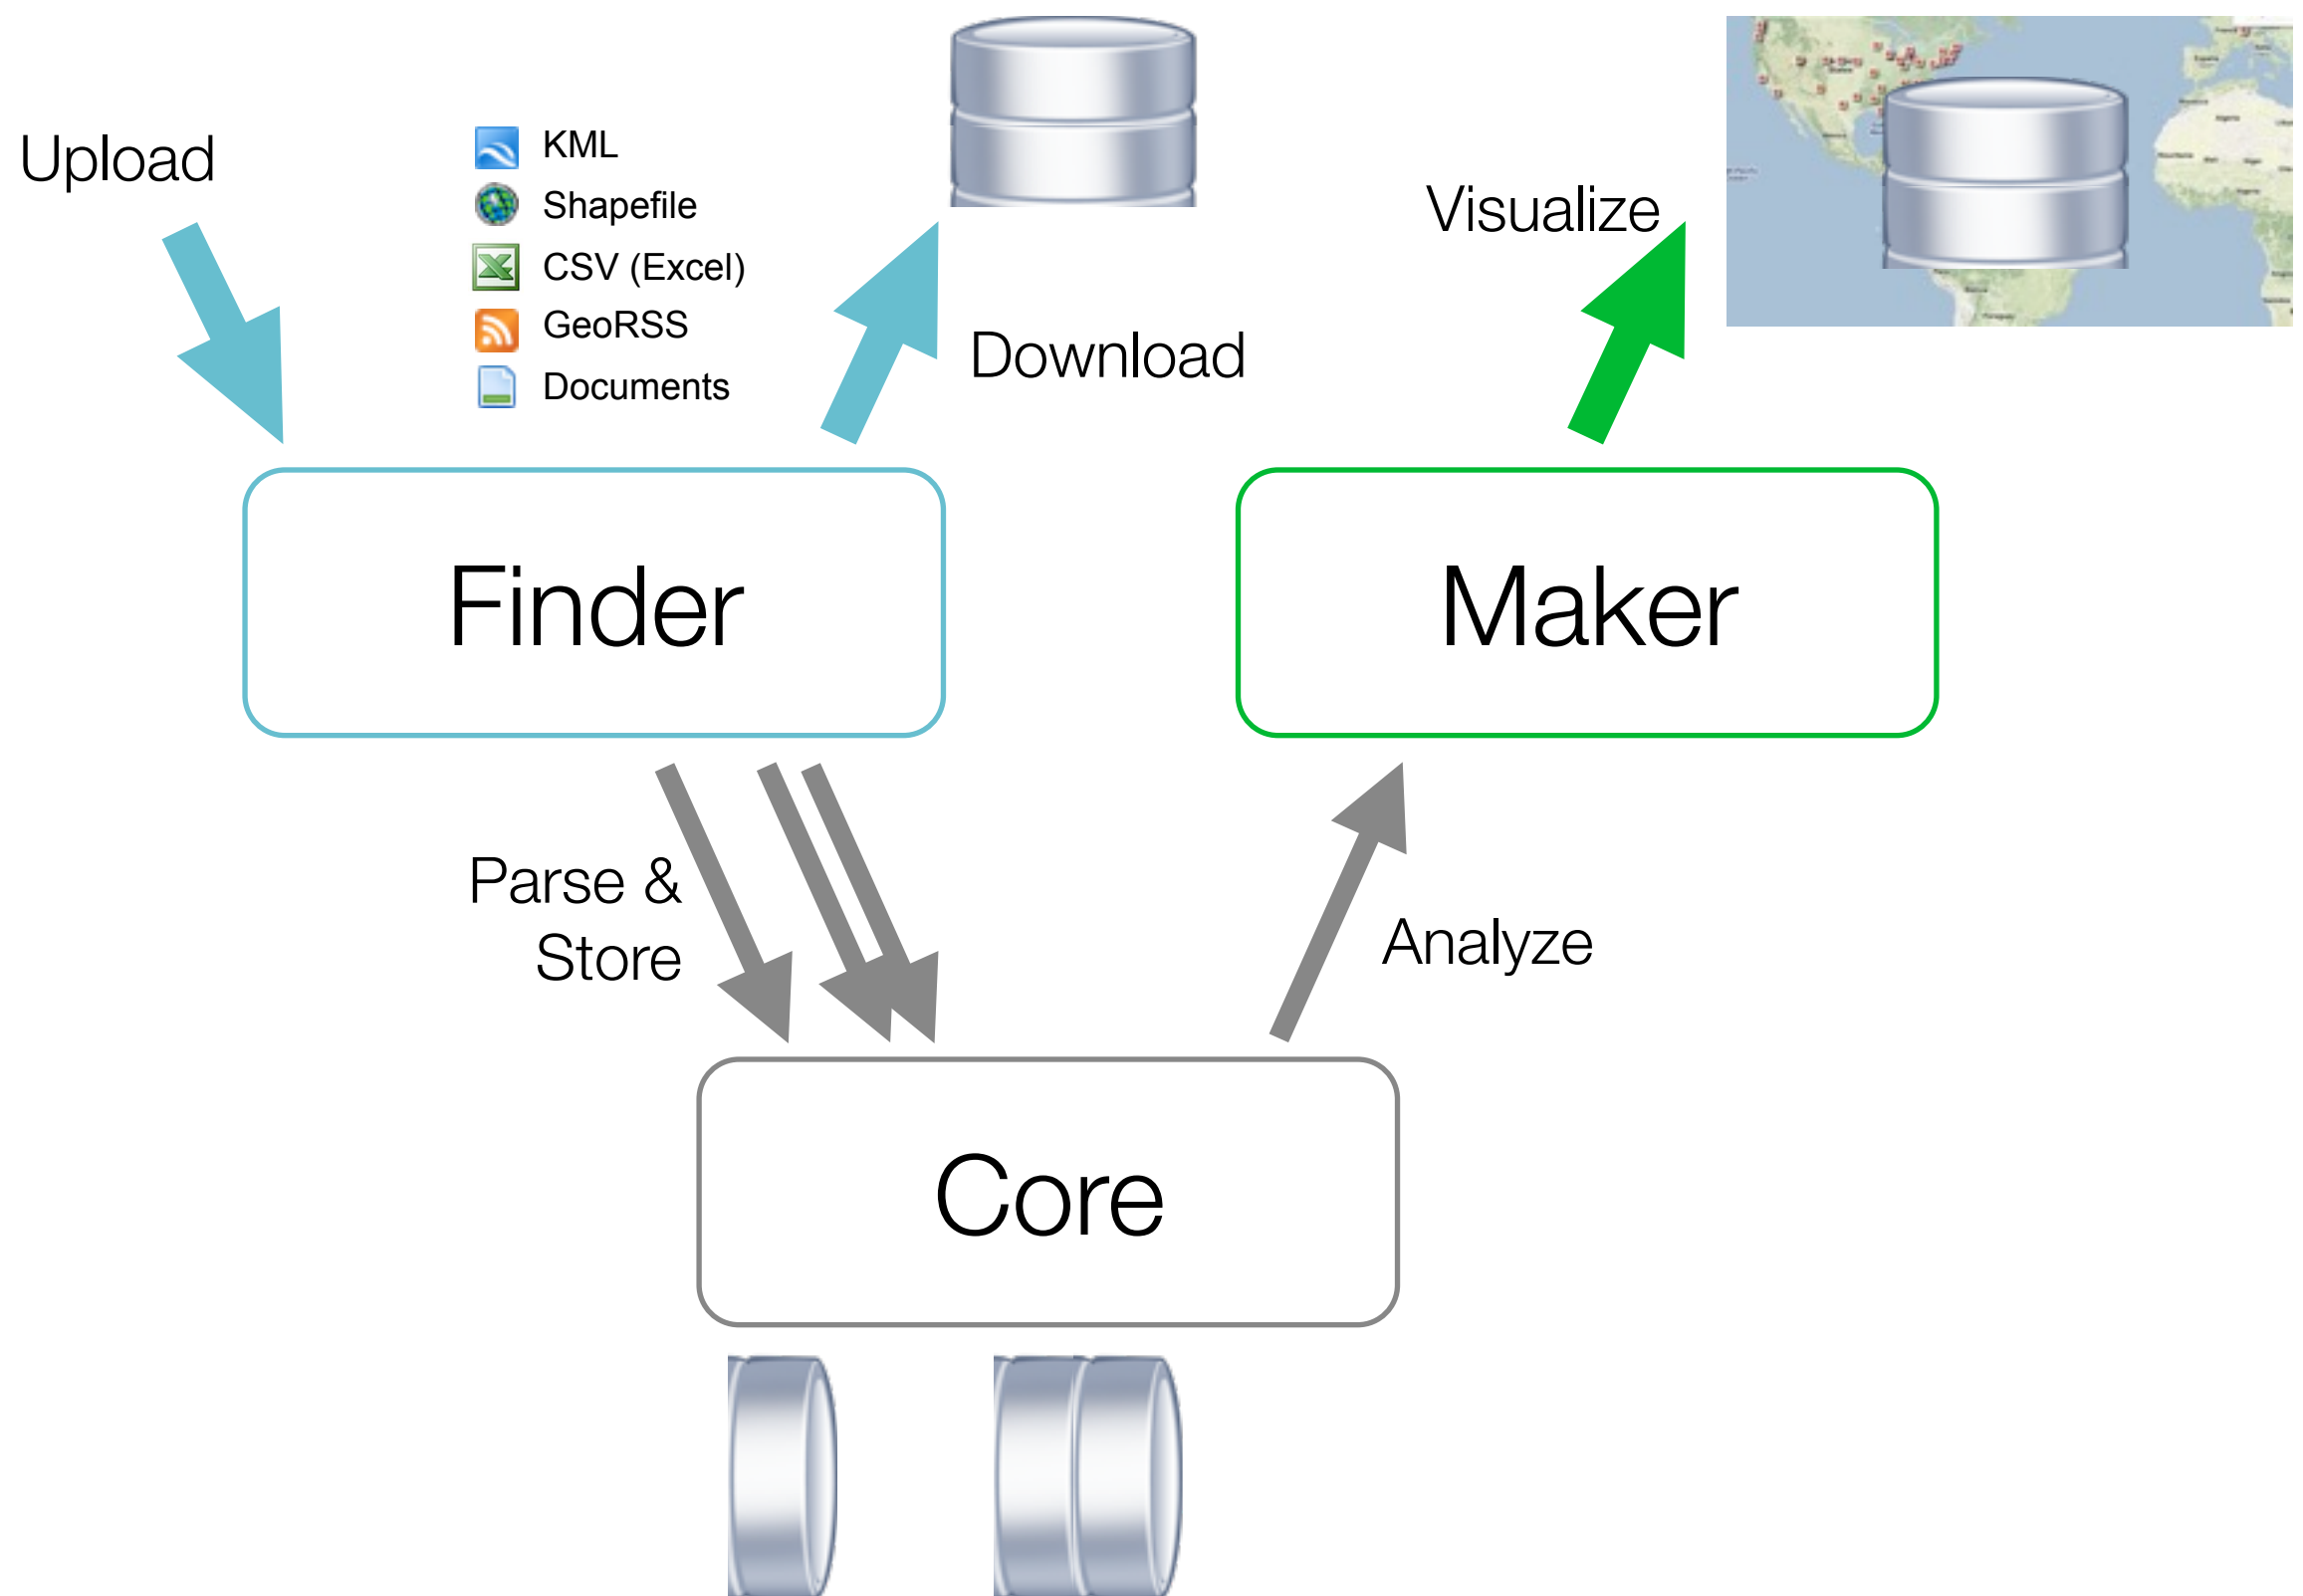 Upload
KML
Shapefile
CSV (Excel)
GeoRSS
Documents
Download
Visualize
Finder
Maker
Parse &
Store
Analyze
Core